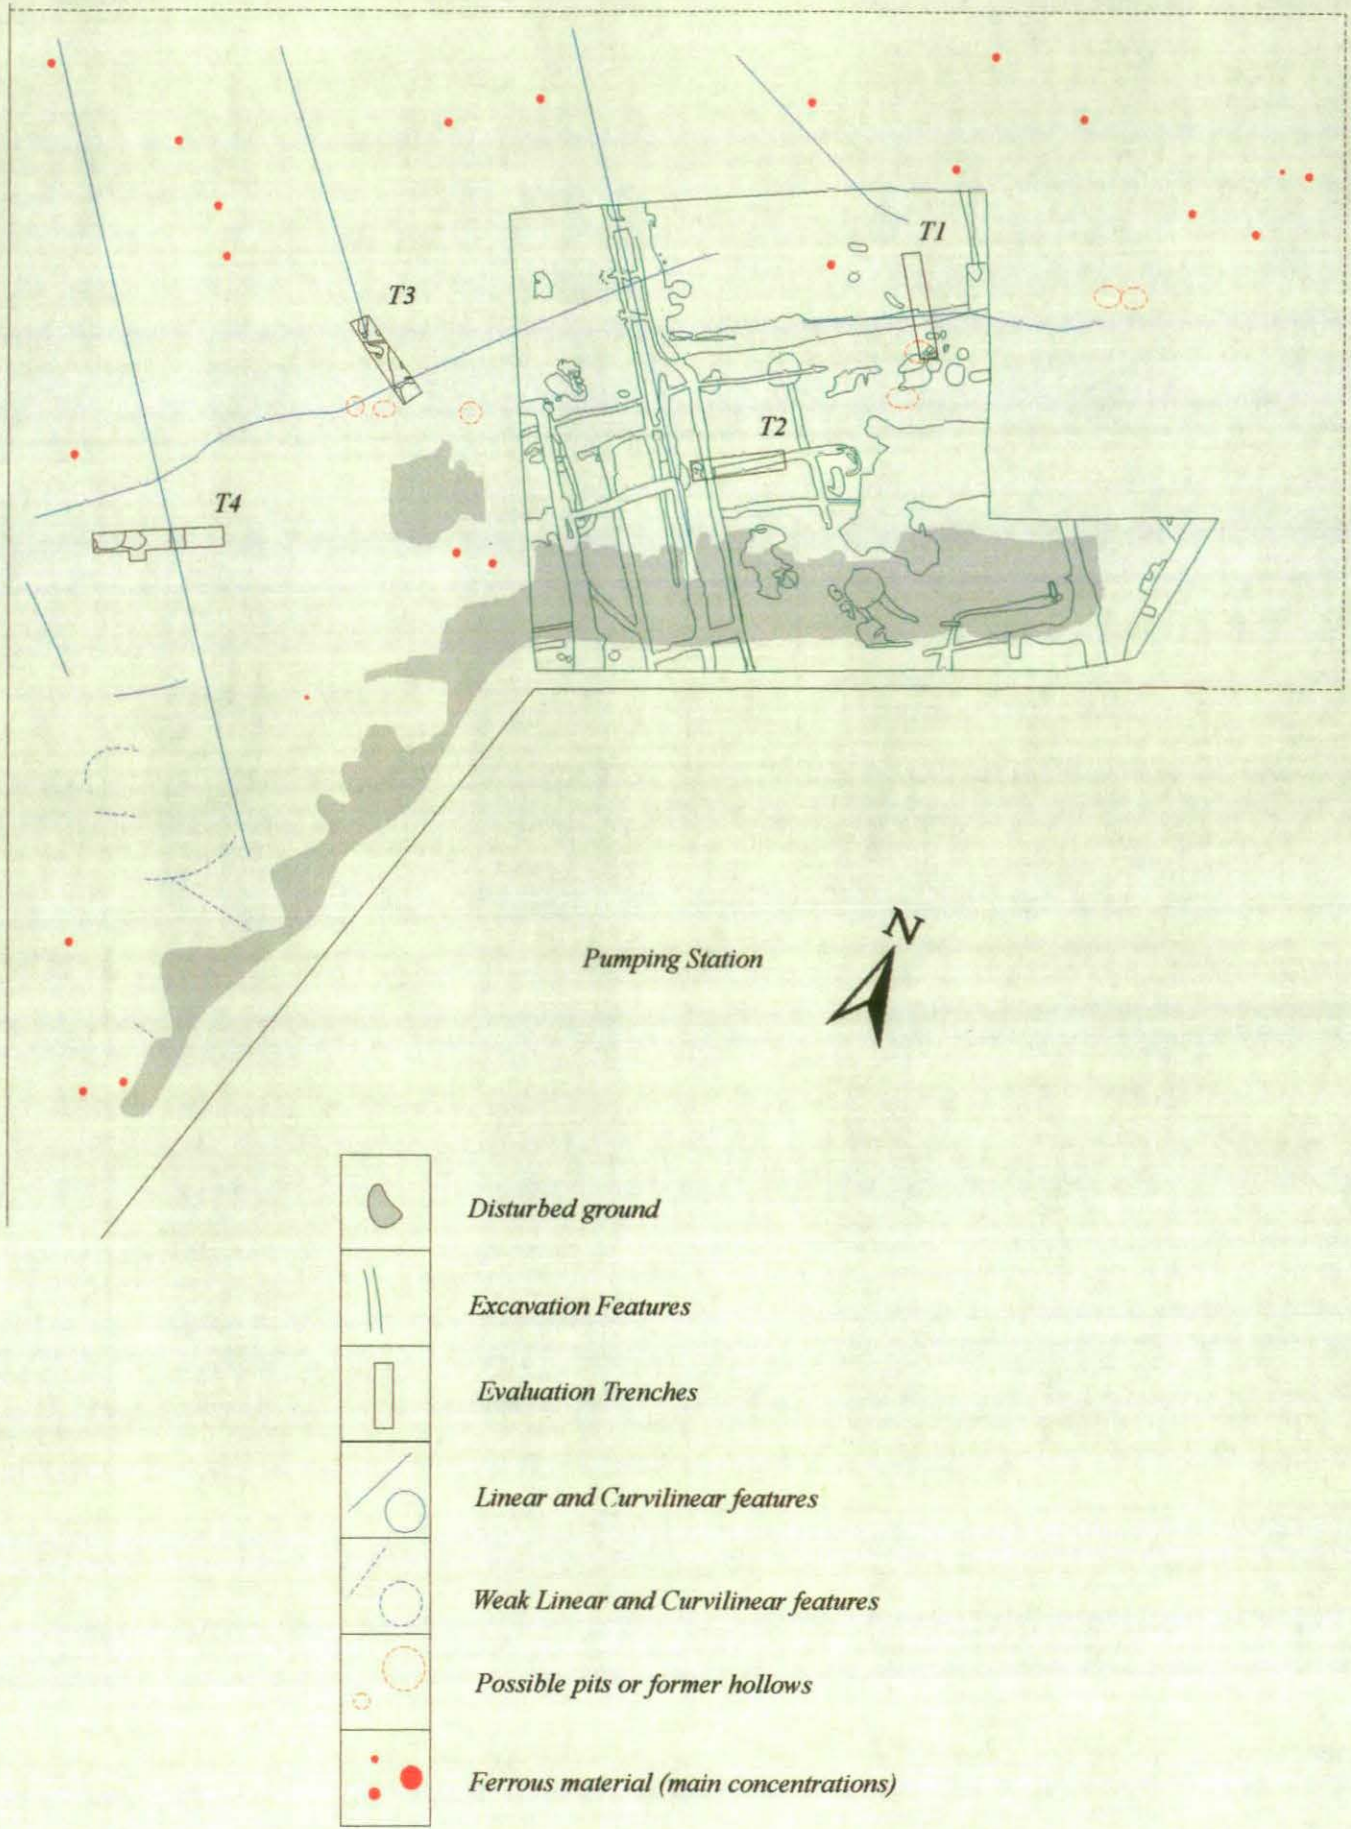 T1
T3
T2
T4
N
Pumping Station
Disturbed ground
Excavation Features
Evaluation Trenches
Linear and Curvilinear features
Weak Linear and Curvilinear features
Possible pits or former hollows
Ferrous material (main concentrations)